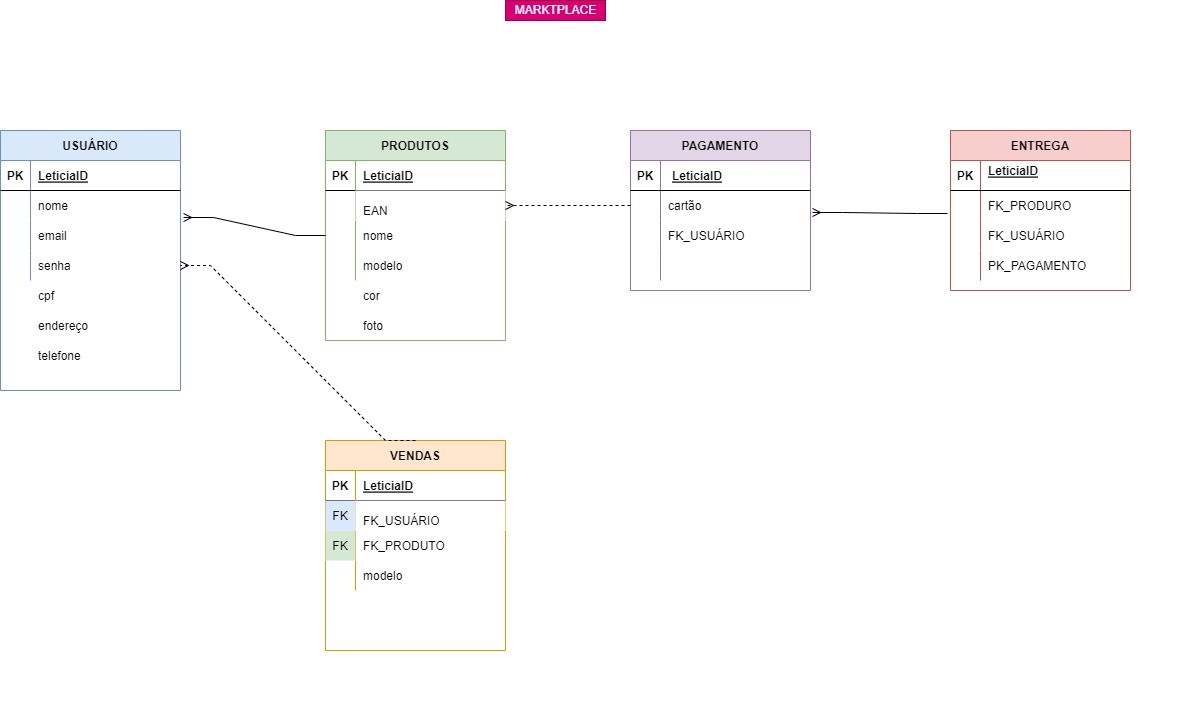 MARKTPLACE
USUÁRIO
PK LeticiaID
nome
email
senha
cpf
endereço
telefone
PRODUTOS
PK LeticiaID
EAN
nome
modelo
cor
foto
PAGAMENTO
PK LeticiaID
cartão
FK_USUÁRIO
ENTREGA
PK LeticiaID
FK_PRODURO
FK_USUÁRIO
PK_PAGAMENTO
VENDAS
PK LeticiaID
FK FK_USUÁRIO
FK FK_PRODUTO
modelo